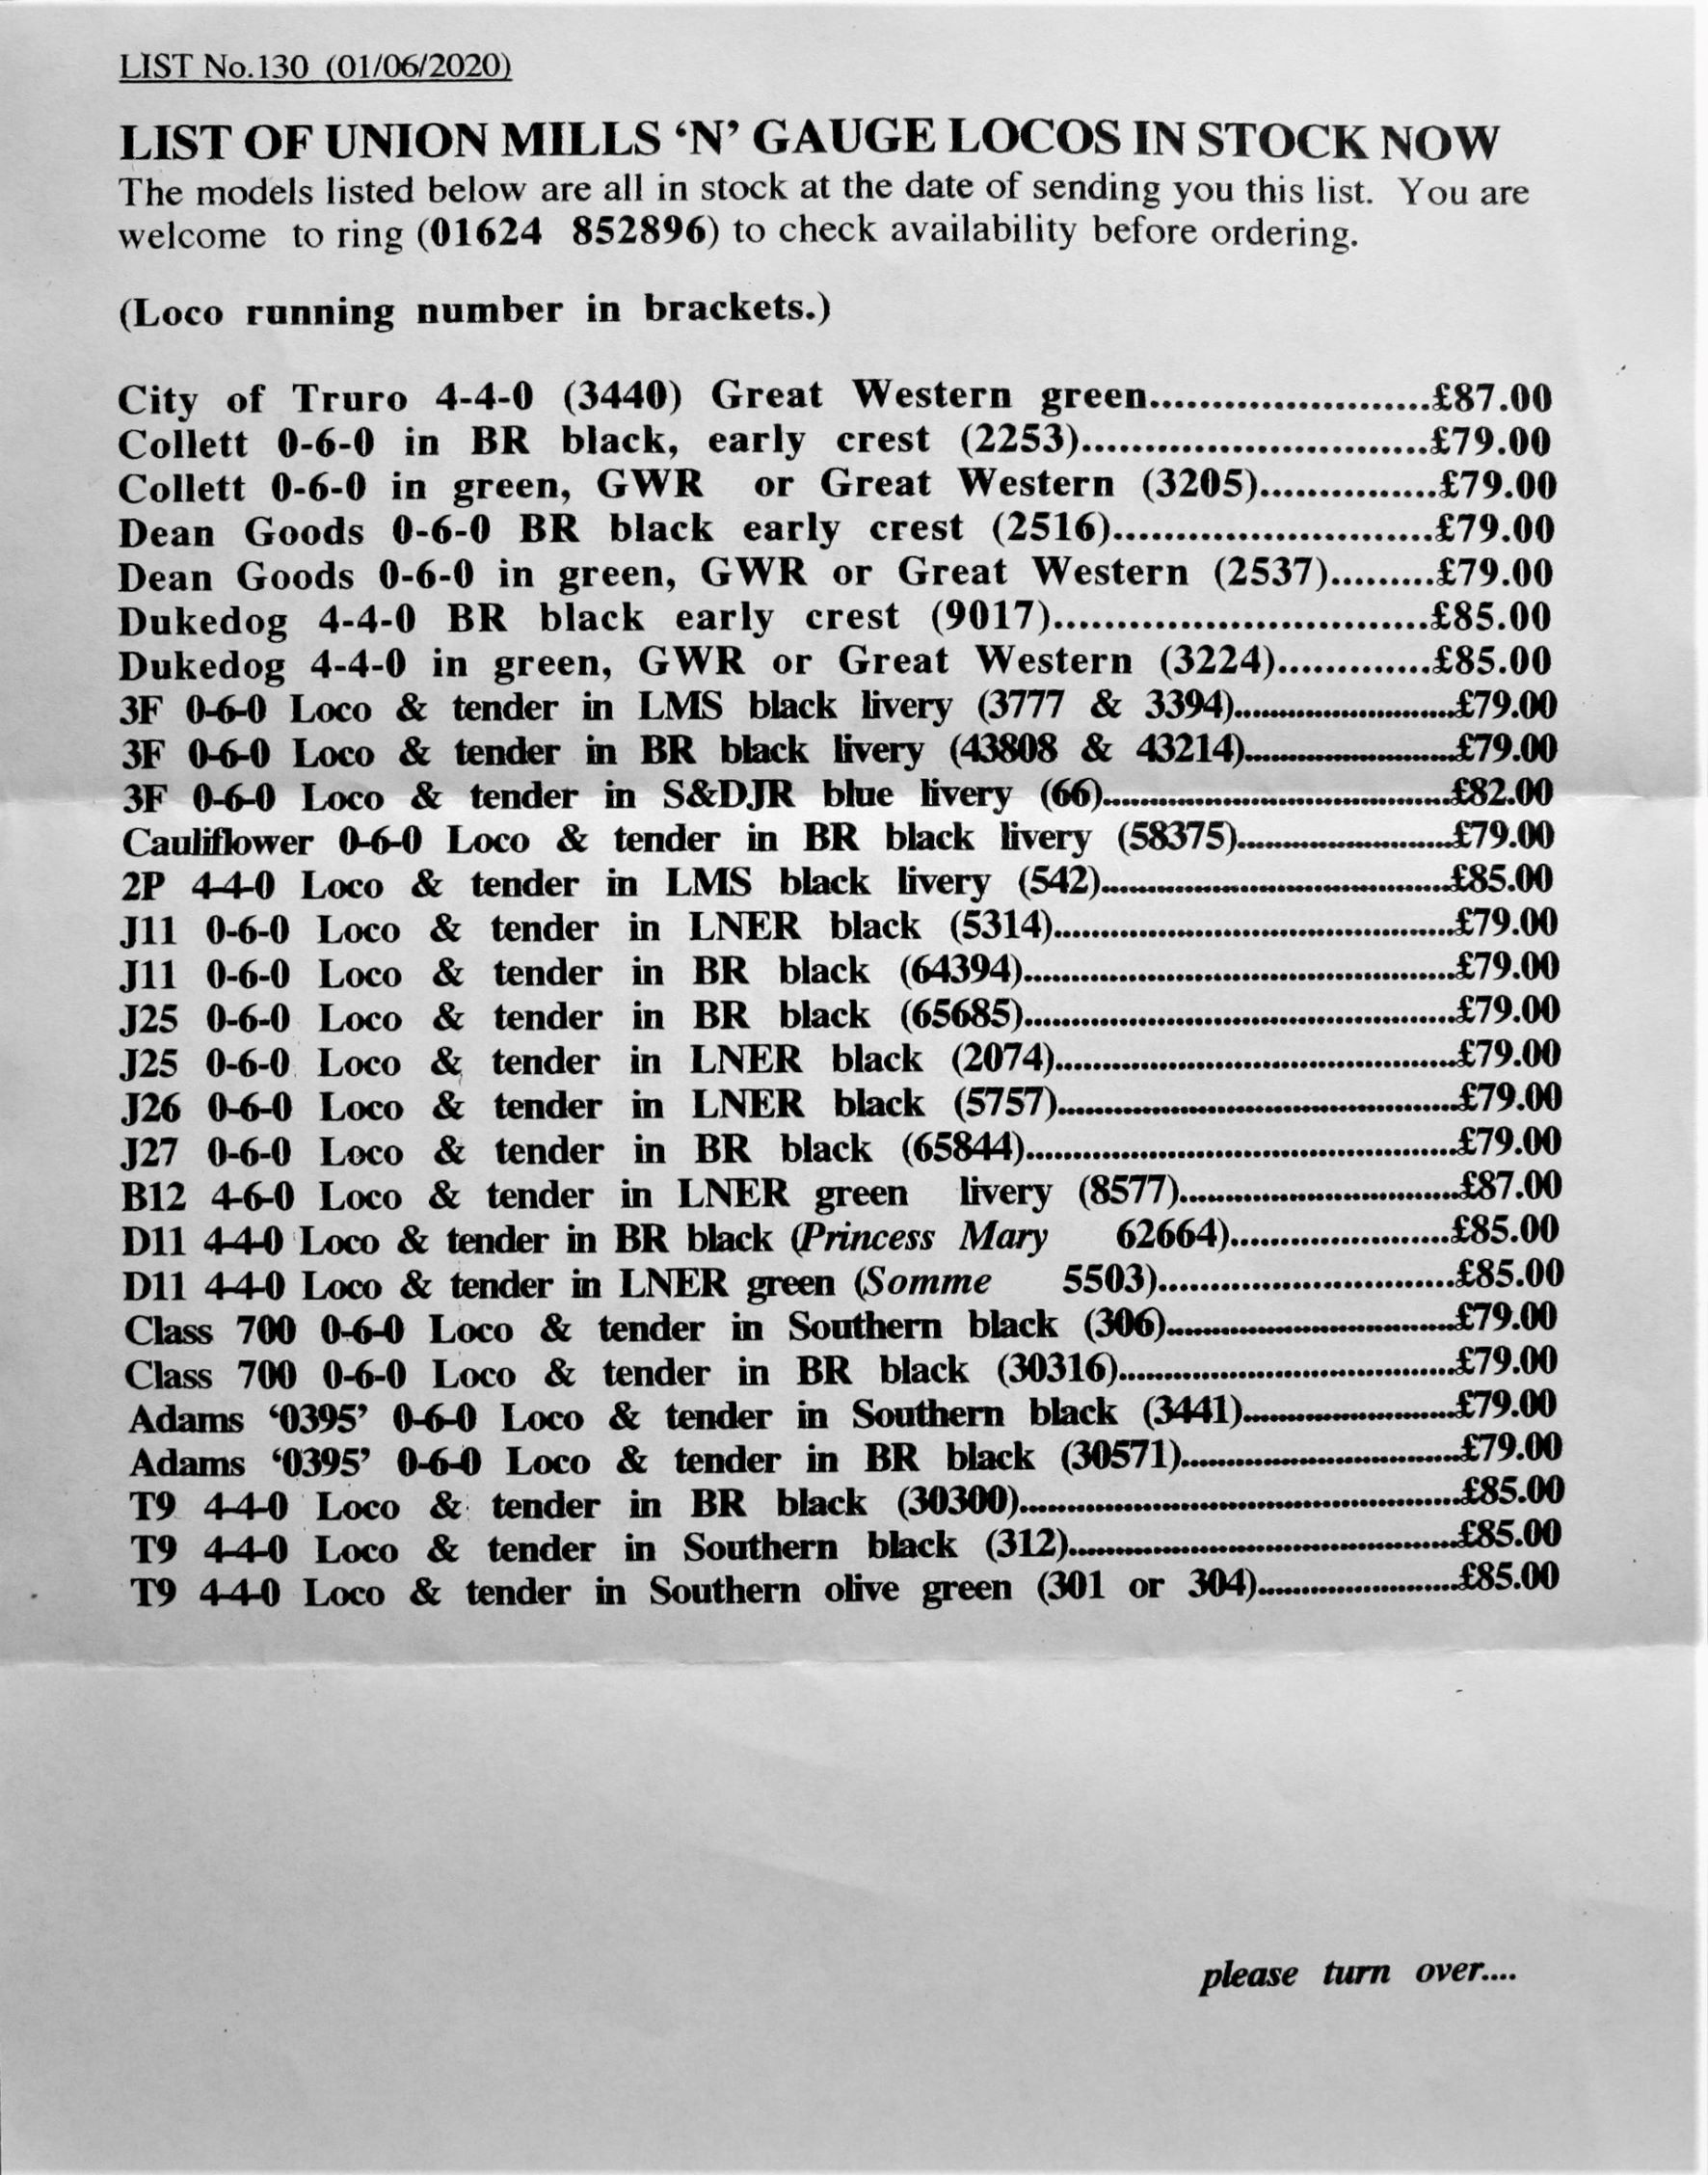 LIST No.130 (01/06/2020)
LIST OF UNION MILLS ‘N’ GAUGE LOCOS IN STOCK NOW
The models listed below are all in stock at the date of sending you this list. You are
welcome to ring (01624 852896) to check availability before ordering.
(Loco running number in brackets.)
City of Truro 4-4-0 (3440) Great Western green......................£87.00
Collett 0-6-0 in BR black, early crest (2253)...........................£79.00
Collett 0-6-0 in green, GWR or Great Western (3205)..............£79.00
Dean Goods 0-6-0 BR black early crest (2516).........................£79.00
Dean Goods 0-6-0 in green, GWR or Great Western (2537).........£79.00
Dukedog 4-4-0 BR black early crest (9017).............................£85.00
Dukedog 4-4-0 in green, GWR or Great Western (3224)............£85.00
3F 0-6-0 Loco & tender in LMS black livery (3777 & 3394)............................£79.00
3F 0-6-0 Loco & tender in BR black livery (43808 & 43214)..........................£79.00
3F 0-6-0 Loco & tender in S&DJR blue livery (66)............................................£82.00
Cauliflower 0-6-0 Loco & tender in BR black livery (58375)...........................£79.00
2P 4-4-0 Loco & tender in LMS black livery (542)............................................£85.00
J11 0-6-0 Loco & tender in LNER black (5314)...................................................£79.00
J11 0-6-0 Loco & tender in BR black (64394)......................................................£79.00
J25 0-6-0 Loco & tender in BR black (65685)......................................................£79.00
J25 0-6-0 Loco & tender in LNER black (2074)...................................................£79.00
J26 0-6-0 Loco & tender in LNER black (5757)...................................................£79.00
J27 0-6-0 Loco & tender in BR black (65844)......................................................£79.00
B12 4-6-0 Loco & tender in LNER green livery (8577)...................................£87.00
D11 4-4-0 Loco & tender in BR black (Princess Mary 62664)......................£85.00
D11 4-4-0 Loco & tender in LNER green (Somme 5503)..............................£85.00
Class 700 0-6-0 Loco & tender in Southern black (306)....................................£79.00
Class 700 0-6-0 Loco & tender in BR black (30316)..........................................£79.00
Adams ‘0395’ 0-6-0 Loco & tender in Southern black (3441)...........................£79.00
Adams ‘0395’ 0-6-0 Loco & tender in BR black (30571)...................................£79.00
T9 4-4-0 Loco & tender in BR black (30300).......................................................£85.00
T9 4-4-0 Loco & tender in Southern black (312).................................................£85.00
T9 4-4-0 Loco & tender in Southern olive green (301 or 304).........................£85.00
please turn over....